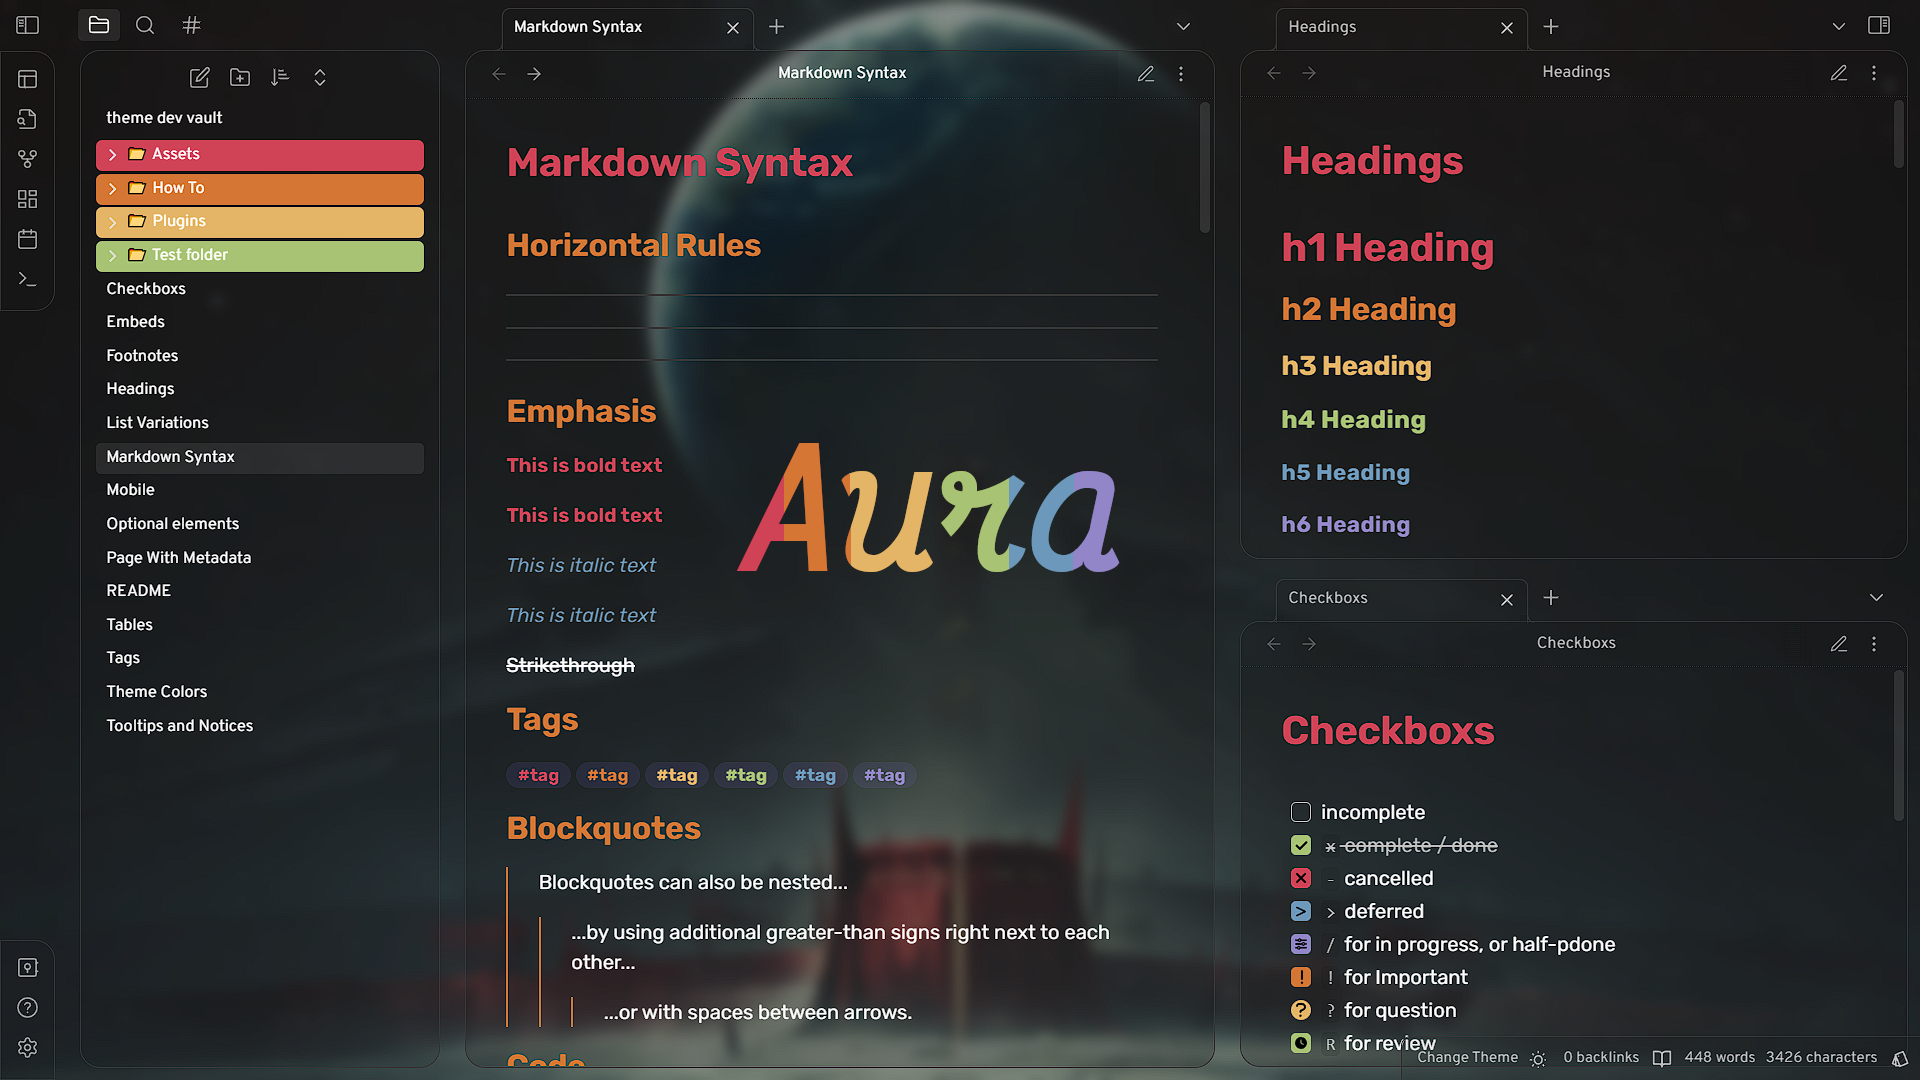 theme dev vault
Assets
How To
Plugins
Test folder
Checkboxs
Embeds
Footnotes
Headings
List Variations
Markdown Syntax
Mobile
Optional elements
Page With Metadata
README
Tables
Tags
Theme Colors
Tooltips and Notices
Markdown Syntax
Markdown Syntax
Markdown Syntax
Horizontal Rules
Emphasis
This is bold text
This is bold text
This is italic text
This is italic text
Strikethrough
Aura
Tags
#tag #tag #tag #tag #tag #tag
Blockquotes
Blockquotes can also be nested...
...by using additional greater-than signs right next to each
other...
...or with spaces between arrows.
Code
Headings
Headings
Headings
h1 Heading
h2 Heading
h3 Heading
h4 Heading
h5 Heading
h6 Heading
Checkboxs
Checkboxs
Checkboxs
incomplete
x complete / done
- cancelled
> deferred
/ for in progress, or half-pdone
! for Important
? for question
R for review
Change Theme 0 backlinks 448 words 3426 characters